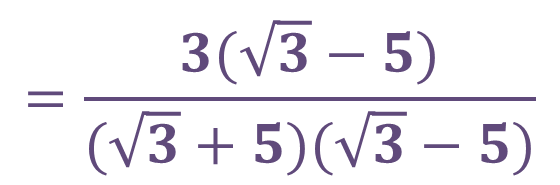 = 3(√3 − 5)
(√3 + 5)(√3 − 5)